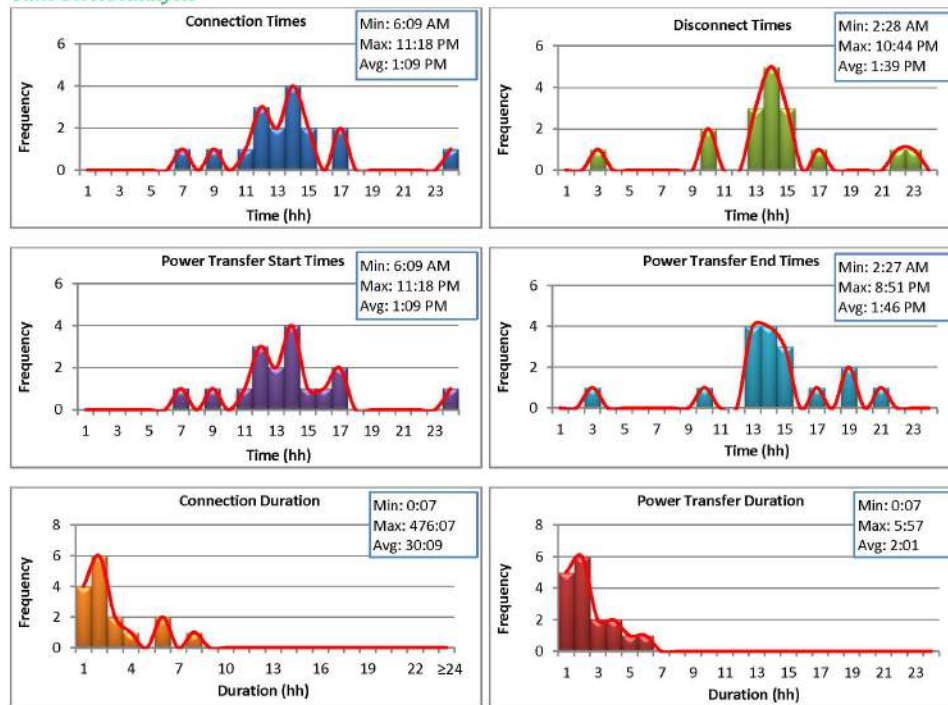 Connection Times
Min: 6:09 AM
Max: 11:18 PM
Avg: 1:09 PM
Frequency
6
4
2
0
1 3 5 7 9 11 13 15 17 19 21 23
Time (hh)
Disconnect Times
Min: 2:28 AM
Max: 10:44 PM
Avg: 1:39 PM
Frequency
6
4
2
0
1 3 5 7 9 11 13 15 17 19 21 23
Time (hh)
Power Transfer Start Times
Min: 6:09 AM
Max: 11:18 PM
Avg: 1:09 PM
Frequency
6
4
2
0
1 3 5 7 9 11 13 15 17 19 21 23
Time (hh)
Power Transfer End Times
Min: 2:27 AM
Max: 8:51 PM
Avg: 1:46 PM
Frequency
6
4
2
0
1 3 5 7 9 11 13 15 17 19 21 23
Time (hh)
Connection Duration
Min: 0:07
Max: 476:07
Avg: 30:09
Frequency
8
6
4
2
0
1 4 7 10 13 16 19 22 ≥24
Duration (hh)
Power Transfer Duration
Min: 0:07
Max: 5:57
Avg: 2:01
Frequency
8
6
4
2
0
1 3 5 7 9 11 13 15 17 19 21 23
Duration (hh)